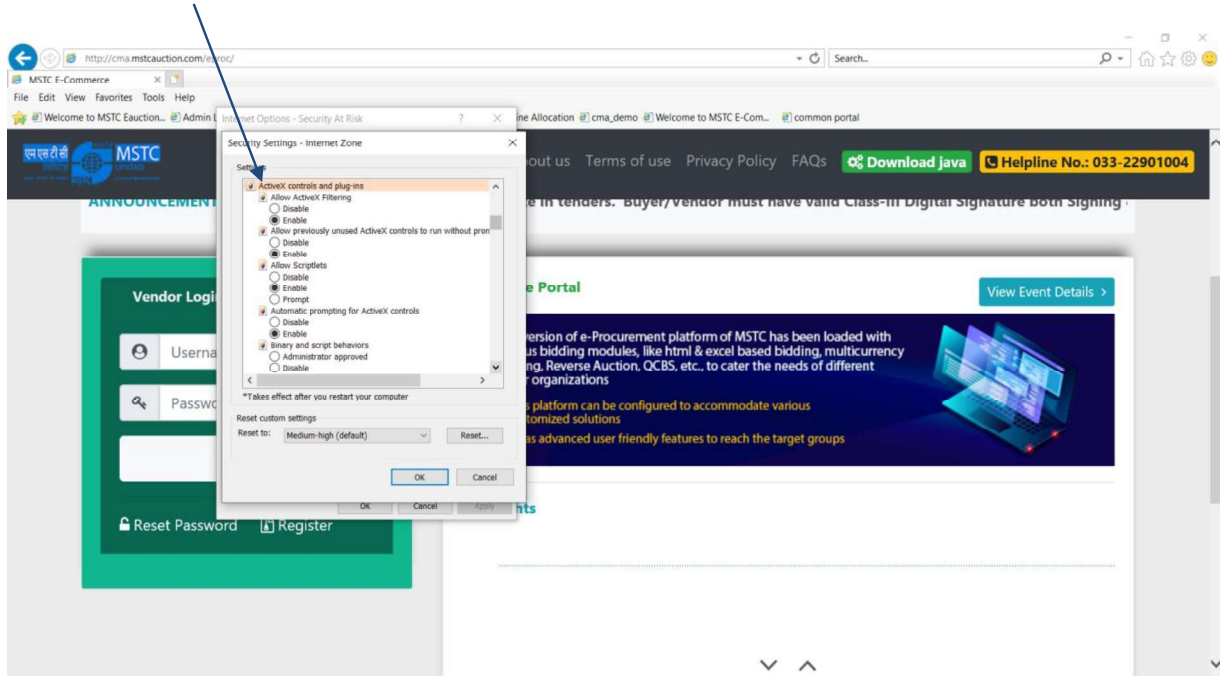 http://cma.mstcauction.com/eproc/
Search...
MSTC E-Commerce
File Edit View Favorites Tools Help
Welcome to MSTC Eauction... Admin L
ine Allocation cma_demo Welcome to MSTC E-Com... common portal
Internet Options - Security At Risk
Security Settings - Internet Zone
Settings
ActiveX controls and plug-ins
Allow ActiveX Filtering
Disable
Enable
Allow previously unused ActiveX controls to run without pron
Disable
Enable
Allow Scriptlets
Disable
Enable
Prompt
Automatic prompting for ActiveX controls
Disable
Enable
Binary and script behaviors
Administrator approved
Disable
*Takes effect after you restart your computer
Reset custom settings
Reset to: Medium-high (default) Reset...
OK Cancel
OK Cancel Apply
एम एस टी सी MSTC
out us Terms of use Privacy Policy FAQs Download java Helpline No.: 033-22901004
ANNOUNCEMENT
e in tenders. Buyer/Vendor must have valid Class-III Digital Signature both Signing
Vendor Logi
Userna
Passwo
Reset Password Register
e Portal
View Event Details >
version of e-Procurement platform of MSTC has been loaded with
us bidding modules, like html & excel based bidding, multicurrency
ng, Reverse Auction, QCBS, etc., to cater the needs of different
r organizations
s platform can be configured to accommodate various
tomized solutions
as advanced user friendly features to reach the target groups
nts